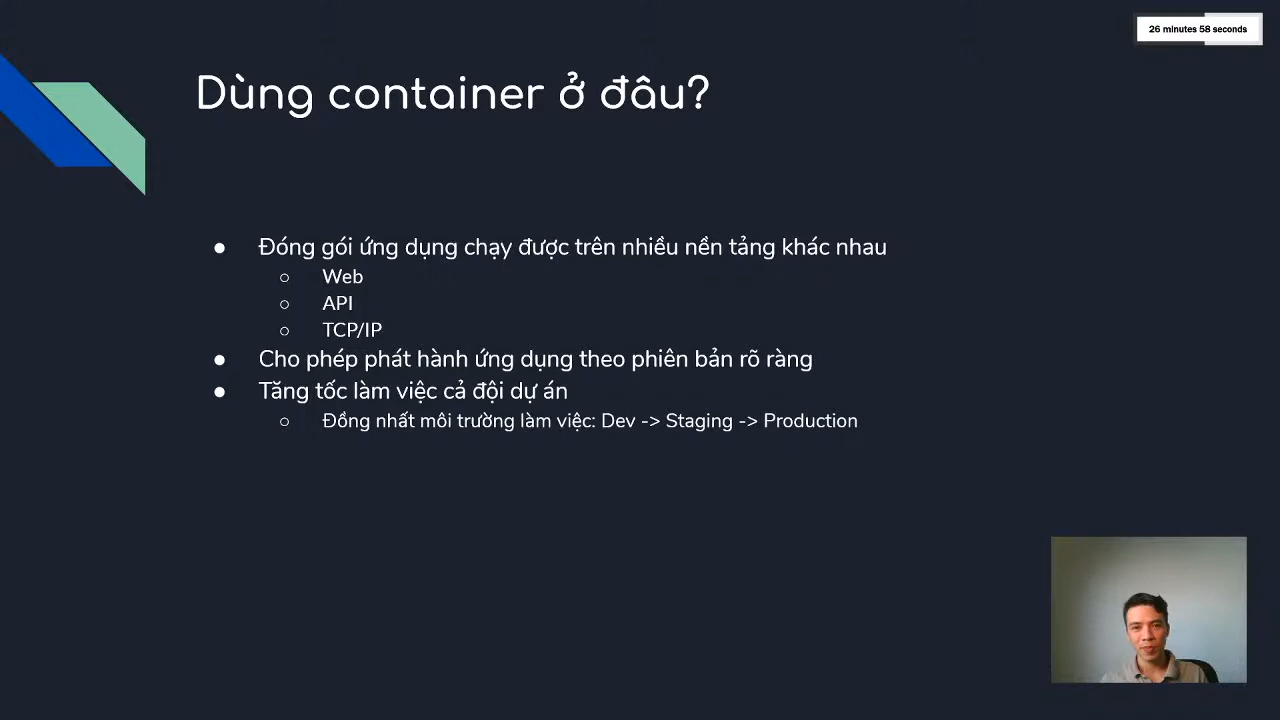 26 minutes 58 seconds
Dùng container ở đâu?
● Đóng gói ứng dụng chạy được trên nhiều nền tảng khác nhau
○ Web
○ API
○ TCP/IP
● Cho phép phát hành ứng dụng theo phiên bản rõ ràng
● Tăng tốc làm việc cả đội dự án
○ Đồng nhất môi trường làm việc: Dev -> Staging -> Production